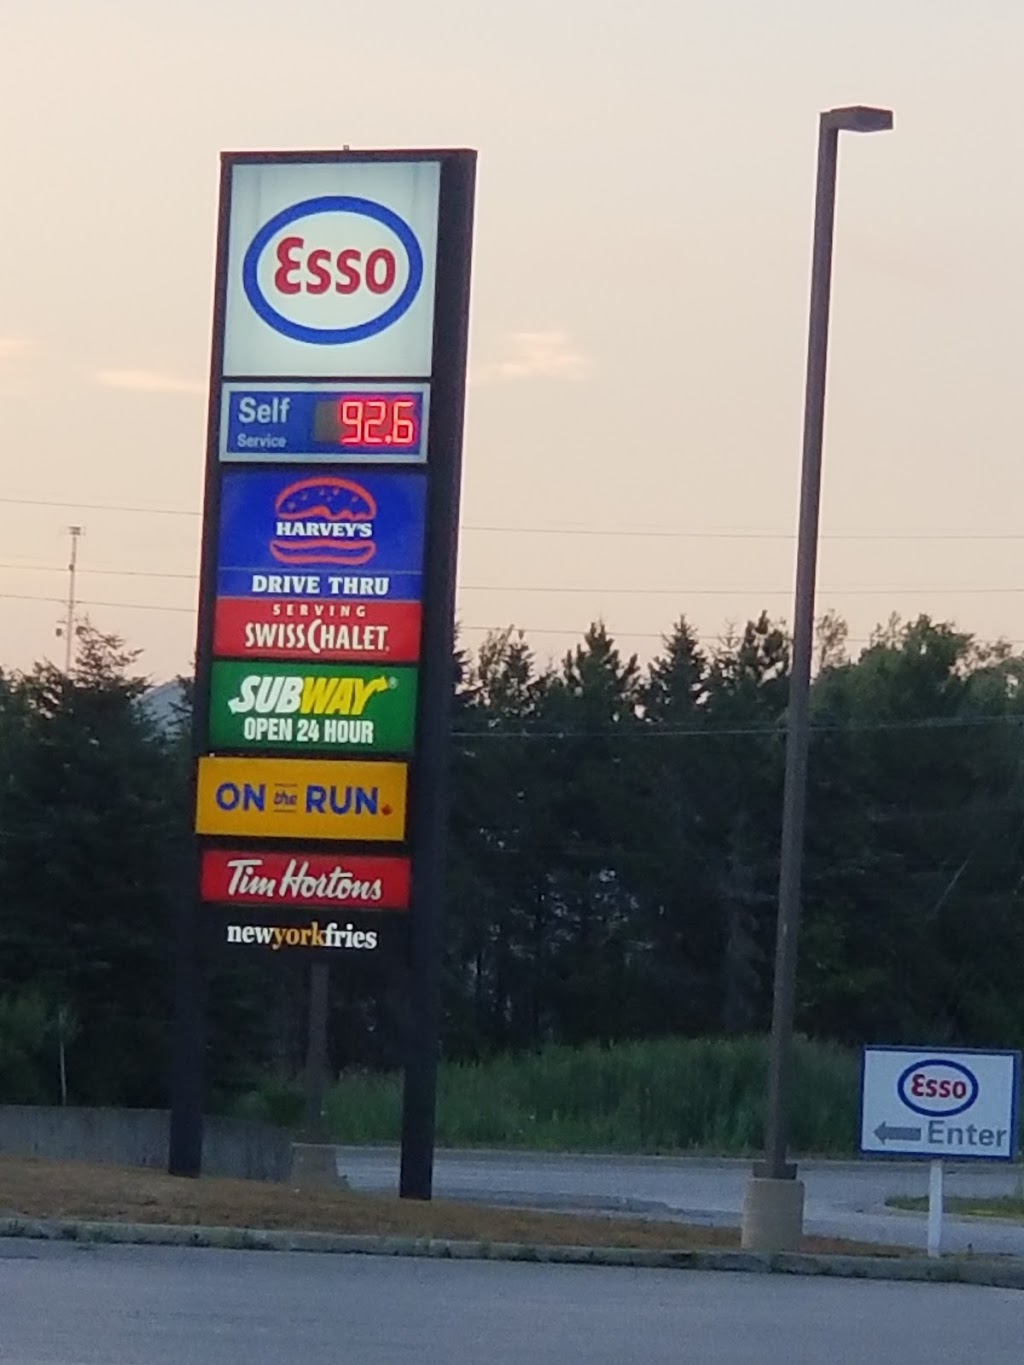 Esso
Self
Service
92.6
HARVEY'S
DRIVE THRU
SERVING
SWISS CHALET
SUBWAY®
OPEN 24 HOUR
ON the RUN
Tim Hortons
newyorkfries
Esso
Enter